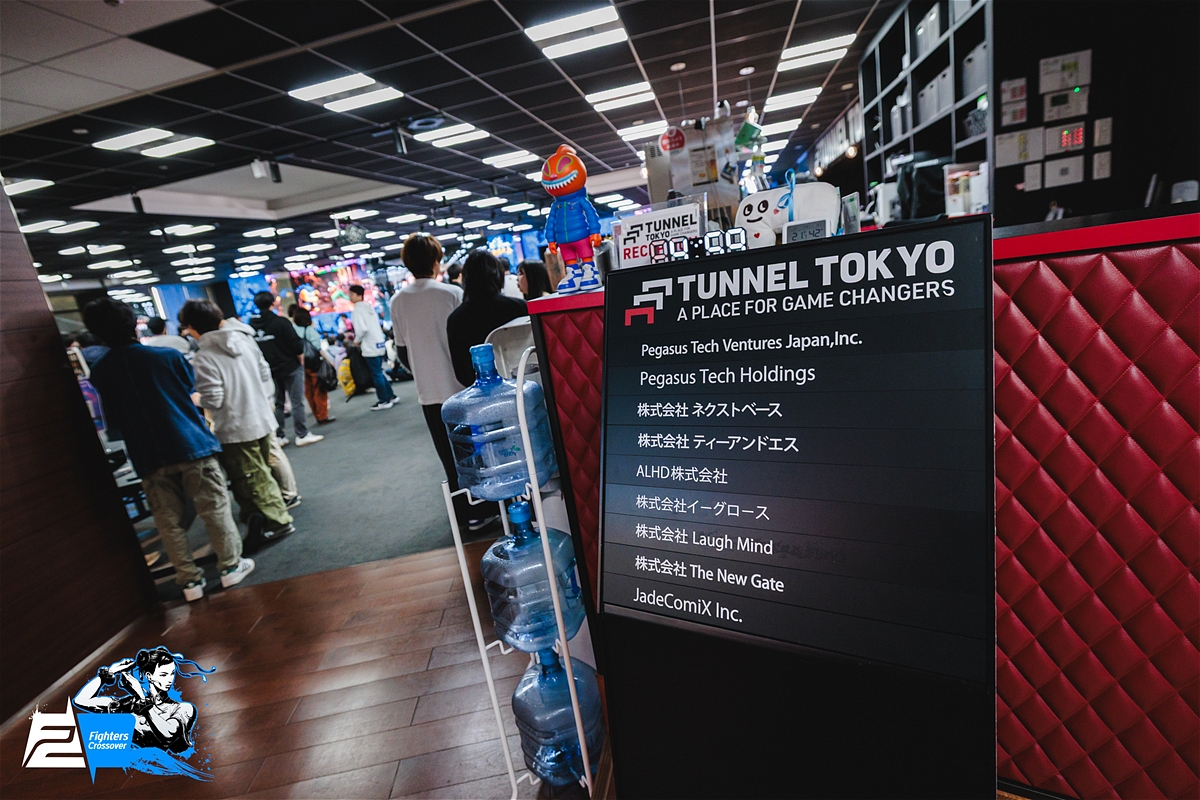 TUNNEL
TOKYO
REC
21:42
TUNNEL TOKYO
A PLACE FOR GAME CHANGERS
Pegasus Tech Ventures Japan,Inc.
Pegasus Tech Holdings
株式会社 ネクストベース
株式会社 ティーアンドエス
ALHD株式会社
株式会社イーグロース
株式会社 Laugh Mind
株式会社 The New Gate
JadeComiX Inc.
Fighters
Crossover